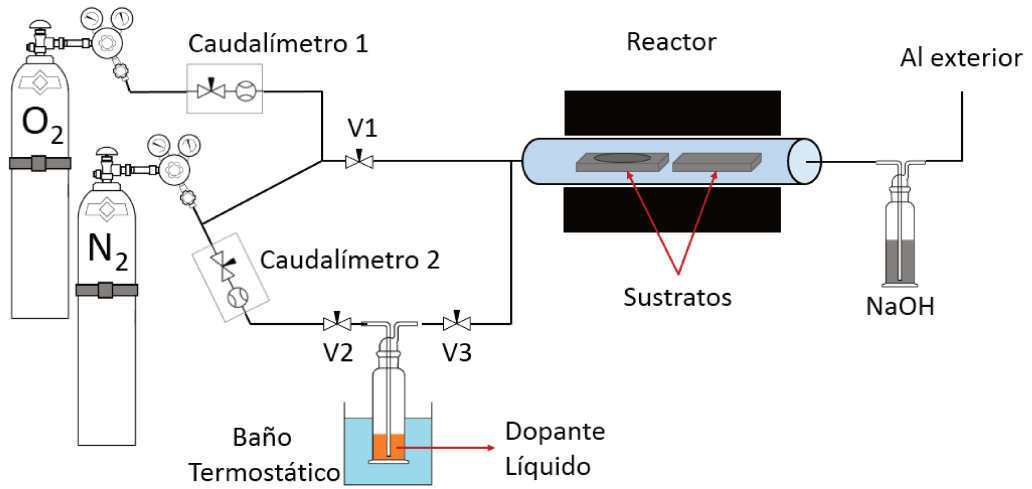 Caudalímetro 1
Reactor
Al exterior
O2
V1
N2
Caudalímetro 2
Sustratos
NaOH
V2
V3
Baño
Termostático
Dopante
Líquido